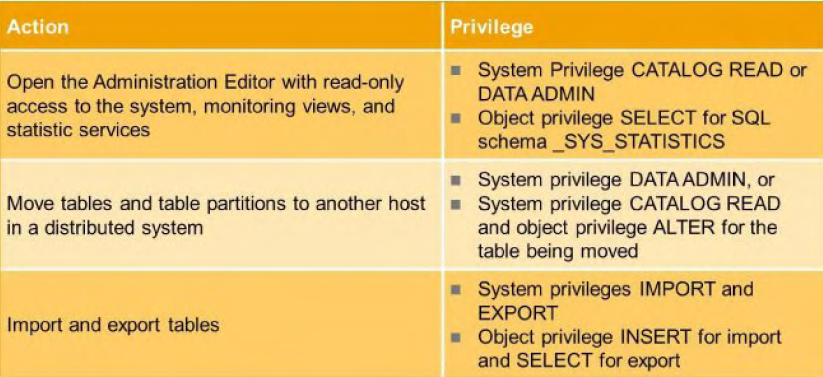 Action
Privilege
Open the Administration Editor with read-only
access to the system, monitoring views, and
statistic services
System Privilege CATALOG READ or
DATA ADMIN
Object privilege SELECT for SQL
schema _SYS_STATISTICS
Move tables and table partitions to another host
in a distributed system
System privilege DATA ADMIN, or
System privilege CATALOG READ
and object privilege ALTER for the
table being moved
Import and export tables
System privileges IMPORT and
EXPORT
Object privilege INSERT for import
and SELECT for export